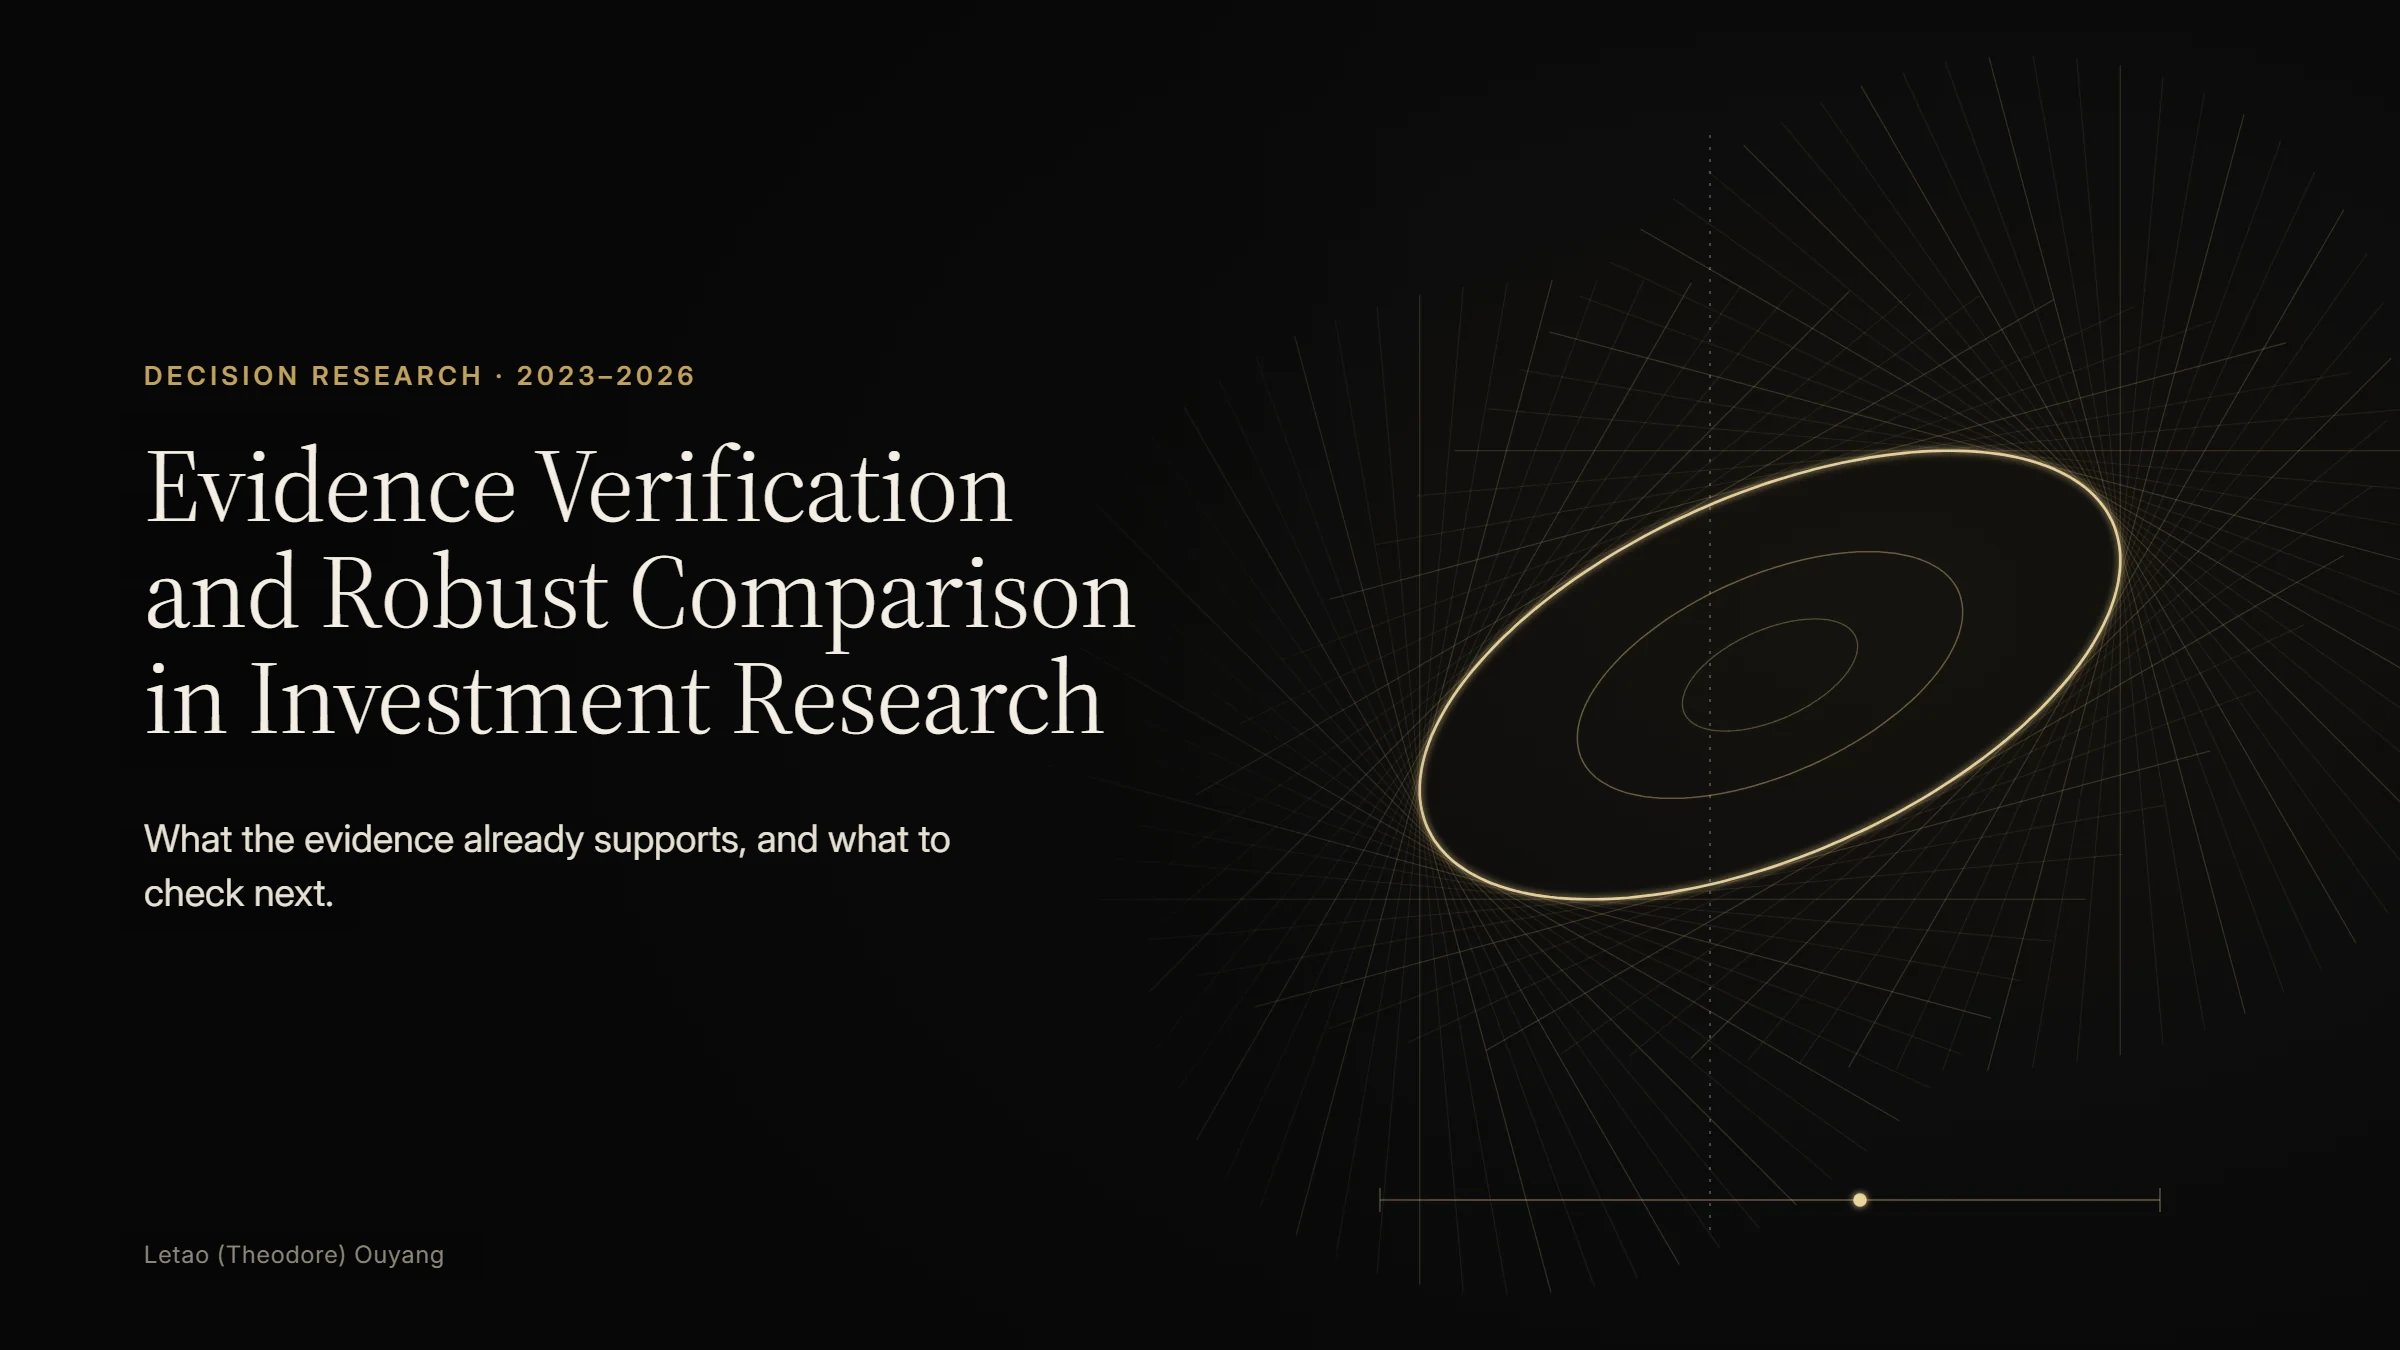 DECISION RESEARCH · 2023–2026
Evidence Verification
and Robust Comparison
in Investment Research
What the evidence already supports, and what to
check next.
Letao (Theodore) Ouyang